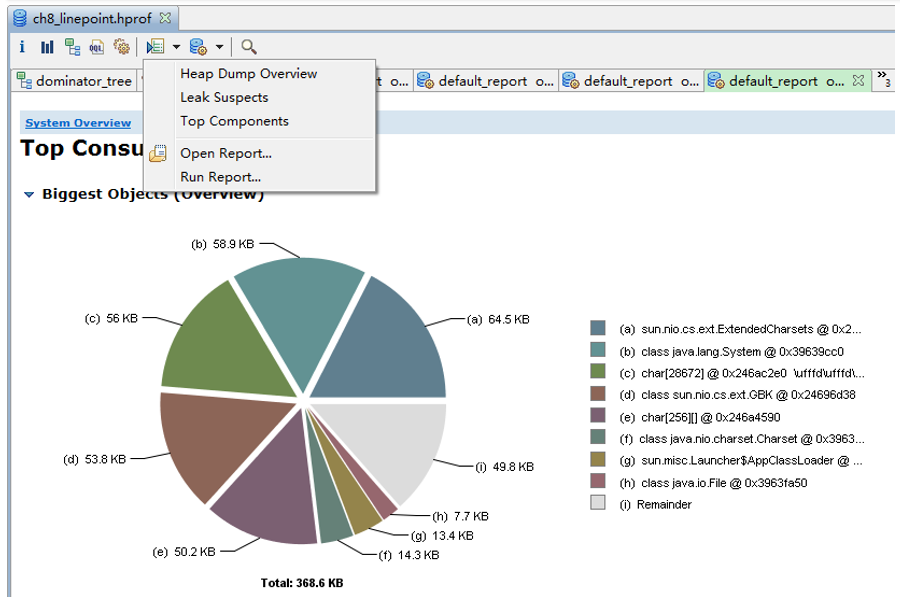 ch8_linepoint.hprof
i OQL
dominator_tree t o... default_report o... default_report o... default_report o... » 3
Heap Dump Overview
Leak Suspects
Top Components
Open Report...
Run Report...
System Overview
Top Consu
Biggest Objects (Overview)
(b) 58.9 KB
(c) 56 KB
(a) 64.5 KB
(d) 53.8 KB
(i) 49.8 KB
(h) 7.7 KB
(g) 13.4 KB
(e) 50.2 KB
(f) 14.3 KB
Total: 368.6 KB
(a) sun.nio.cs.ext.ExtendedCharsets @ 0x2...
(b) class java.lang.System @ 0x39639cc0
(c) char[28672] @ 0x246ac2e0 \ufffd\ufffd\...
(d) class sun.nio.cs.ext.GBK @ 0x24696d38
(e) char[256][] @ 0x246a4590
(f) class java.nio.charset.Charset @ 0x3963...
(g) sun.misc.Launcher$AppClassLoader @ ...
(h) class java.io.File @ 0x3963fa50
(i) Remainder